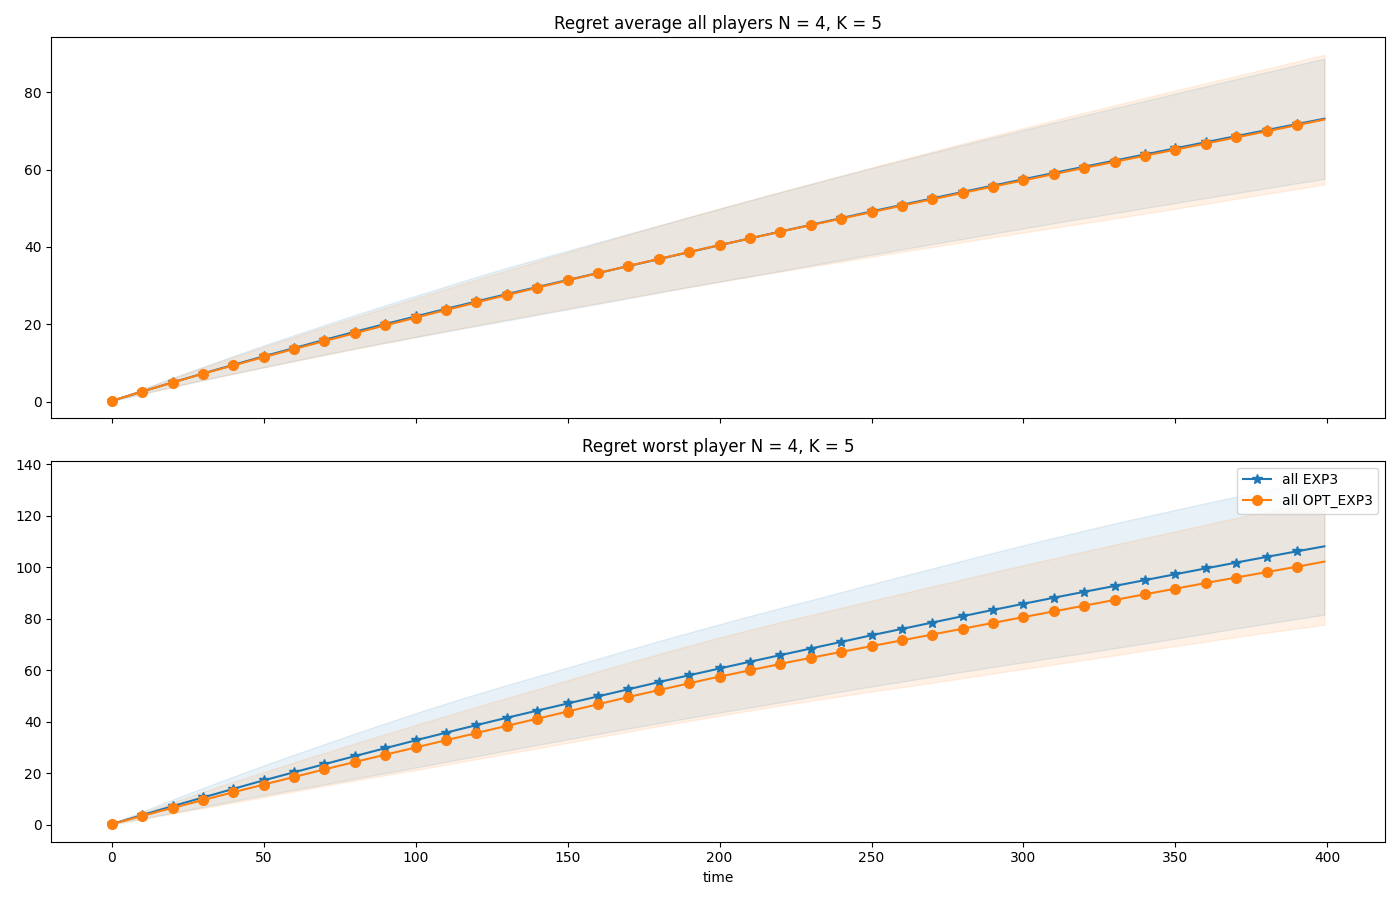 Regret average all players N = 4, K = 5
80
60
40
20
0
Regret worst player N = 4, K = 5
140
120
100
80
60
40
20
0
all EXP3
all OPT_EXP3
0 50 100 150 200 250 300 350 400
time